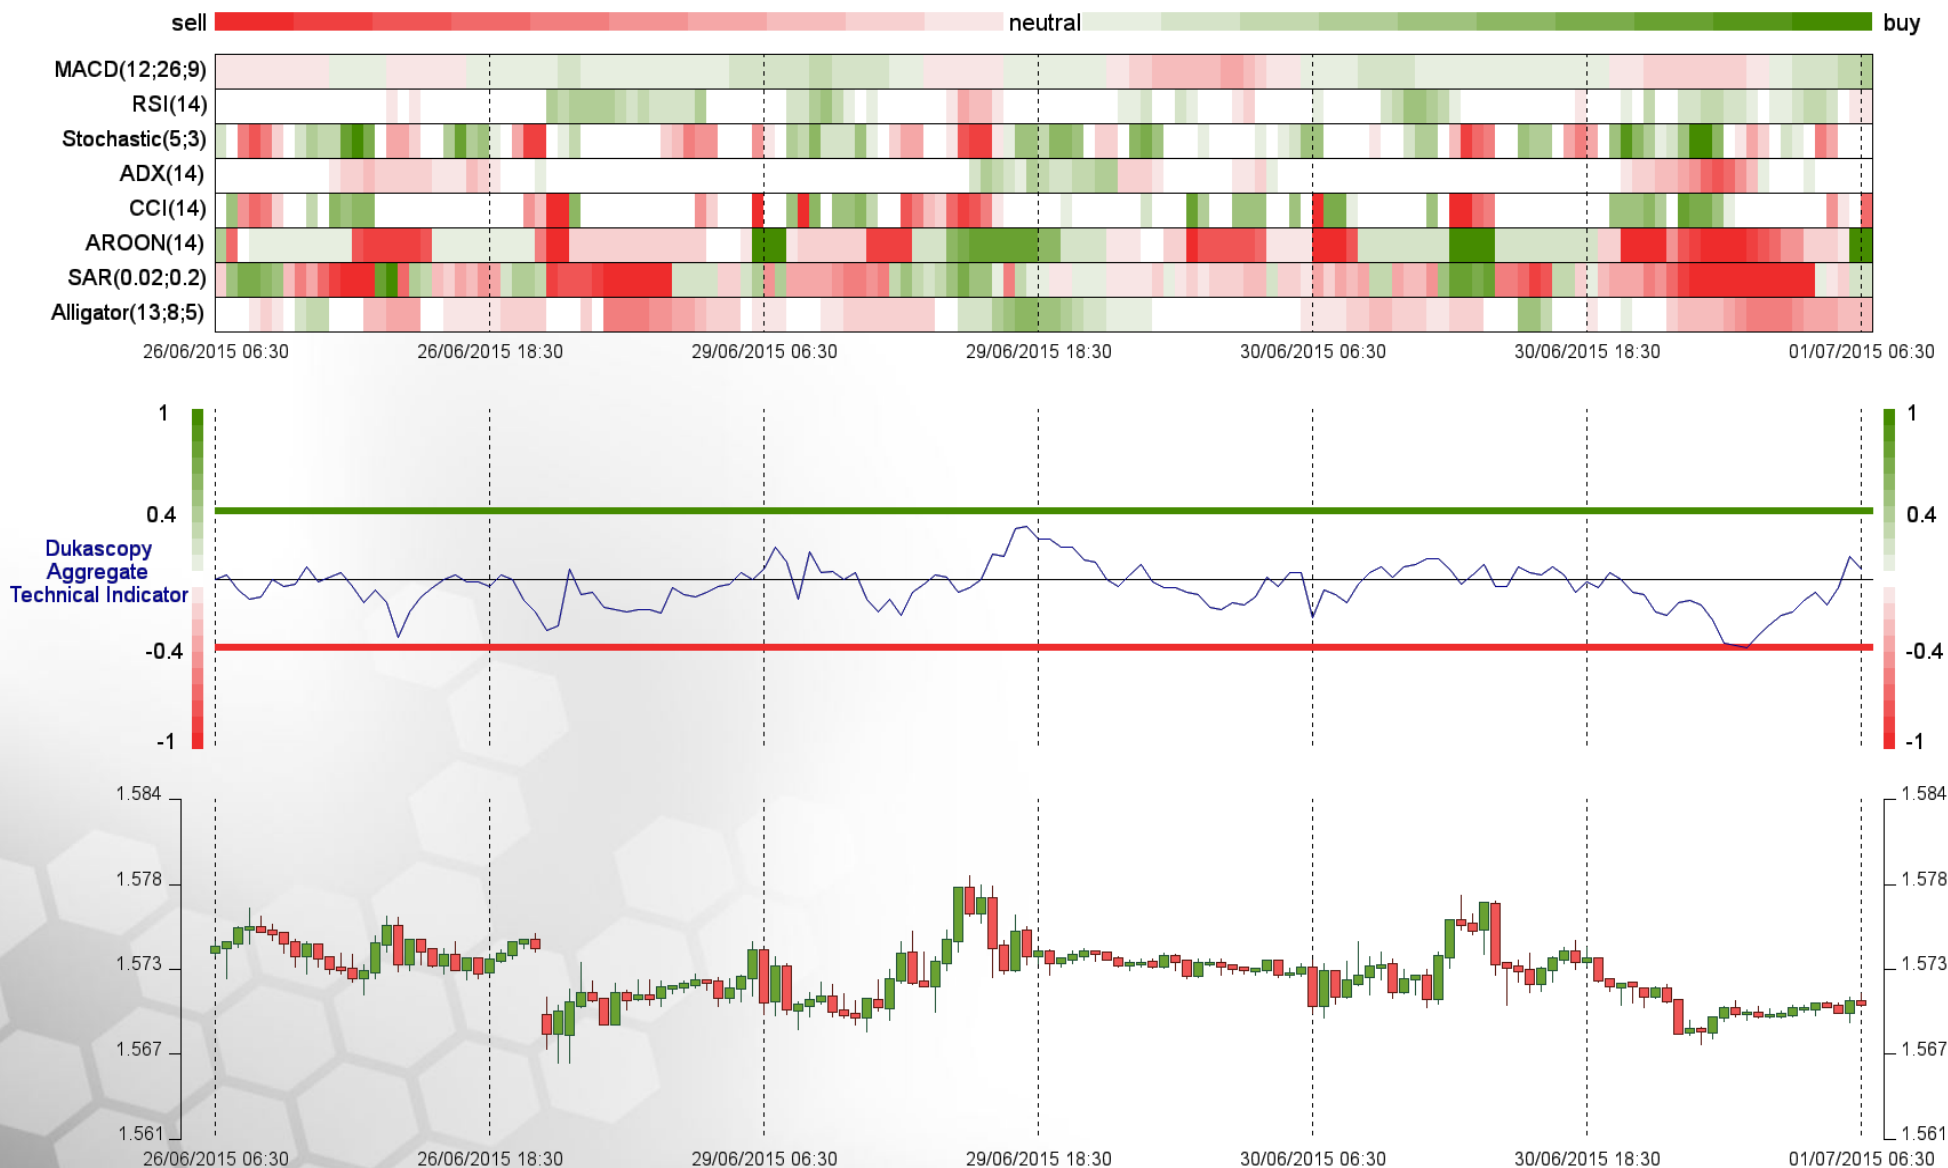 sell neutral buy
MACD(12;26;9)
RSI(14)
Stochastic(5;3)
ADX(14)
CCI(14)
AROON(14)
SAR(0.02;0.2)
Alligator(13;8;5)
26/06/2015 06:30 26/06/2015 18:30 29/06/2015 06:30 29/06/2015 18:30 30/06/2015 06:30 30/06/2015 18:30 01/07/2015 06:30
1 1
0.4 0.4
Dukascopy
Aggregate
Technical Indicator
-0.4 -0.4
-1 -1
1.584 1.584
1.578 1.578
1.573 1.573
1.567 1.567
1.561 1.561
26/06/2015 06:30 26/06/2015 18:30 29/06/2015 06:30 29/06/2015 18:30 30/06/2015 06:30 30/06/2015 18:30 01/07/2015 06:30